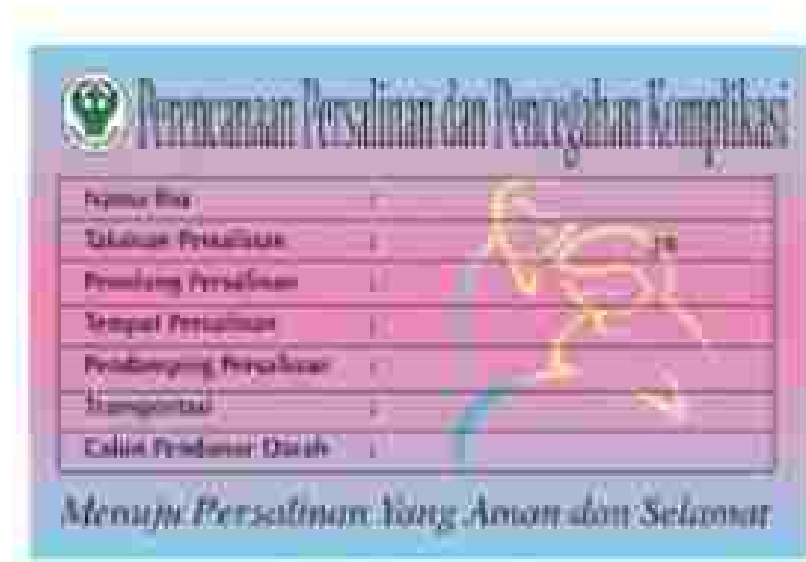 Perencanaan Persalinan dan Pencegahan Komplikasi
Nama Ibu :
Taksiran Persalinan :
Penolong Persalinan :
Tempat Persalinan :
Pendamping Persalinan :
Transportasi :
Calon Pendonor Darah :
Menuju Persalinan Yang Aman dan Selamat